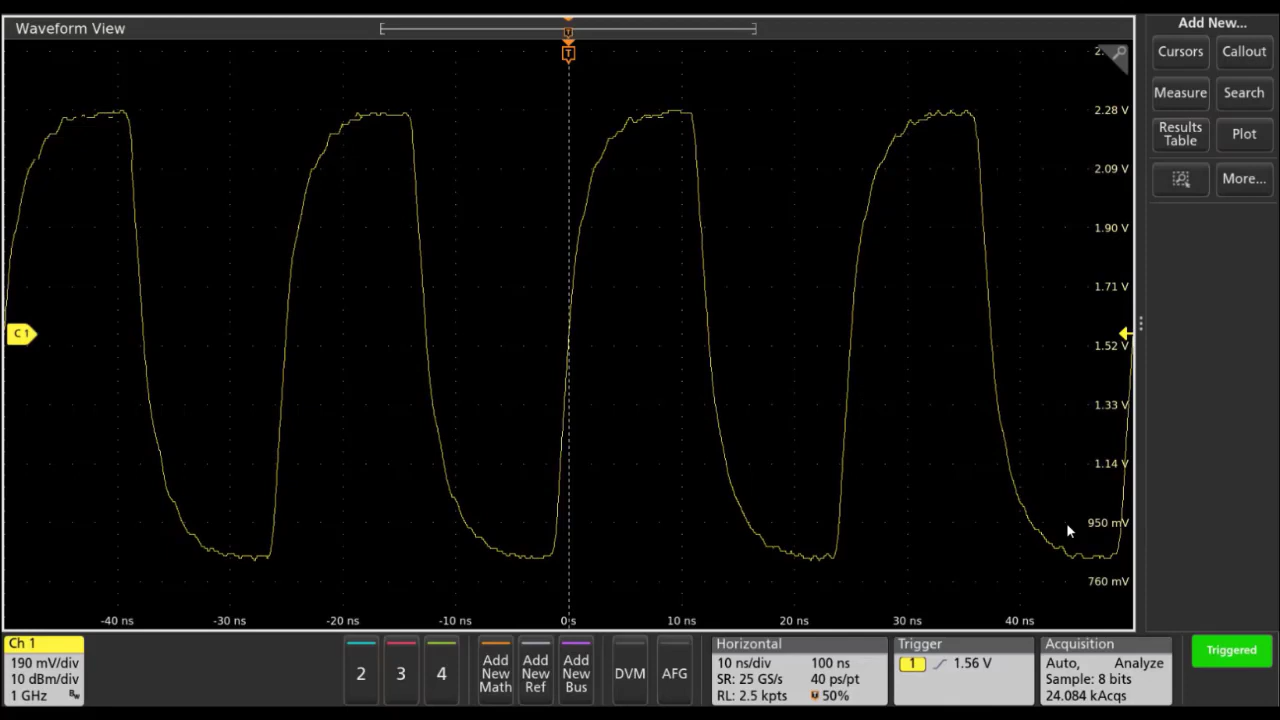 Waveform View
Add New...
T
T
2.
Cursors
Callout
2.28 V
Measure
Search
Results
Table
Plot
2.09 V
More...
1.90 V
1.71 V
C 1
1.52 V
1.33 V
1.14 V
950 mV
760 mV
-40 ns
-30 ns
-20 ns
-10 ns
0 s
10 ns
20 ns
30 ns
40 ns
Ch 1
190 mV/div
10 dBm/div
1 GHz
Bw
2
3
4
Add
New
Math
Add
New
Ref
Add
New
Bus
DVM
AFG
Horizontal
10 ns/div 100 ns
SR: 25 GS/s 40 ps/pt
RL: 2.5 kpts 50%
Trigger
1 1.56 V
Acquisition
Auto, Analyze
Sample: 8 bits
24.084 kAcqs
Triggered